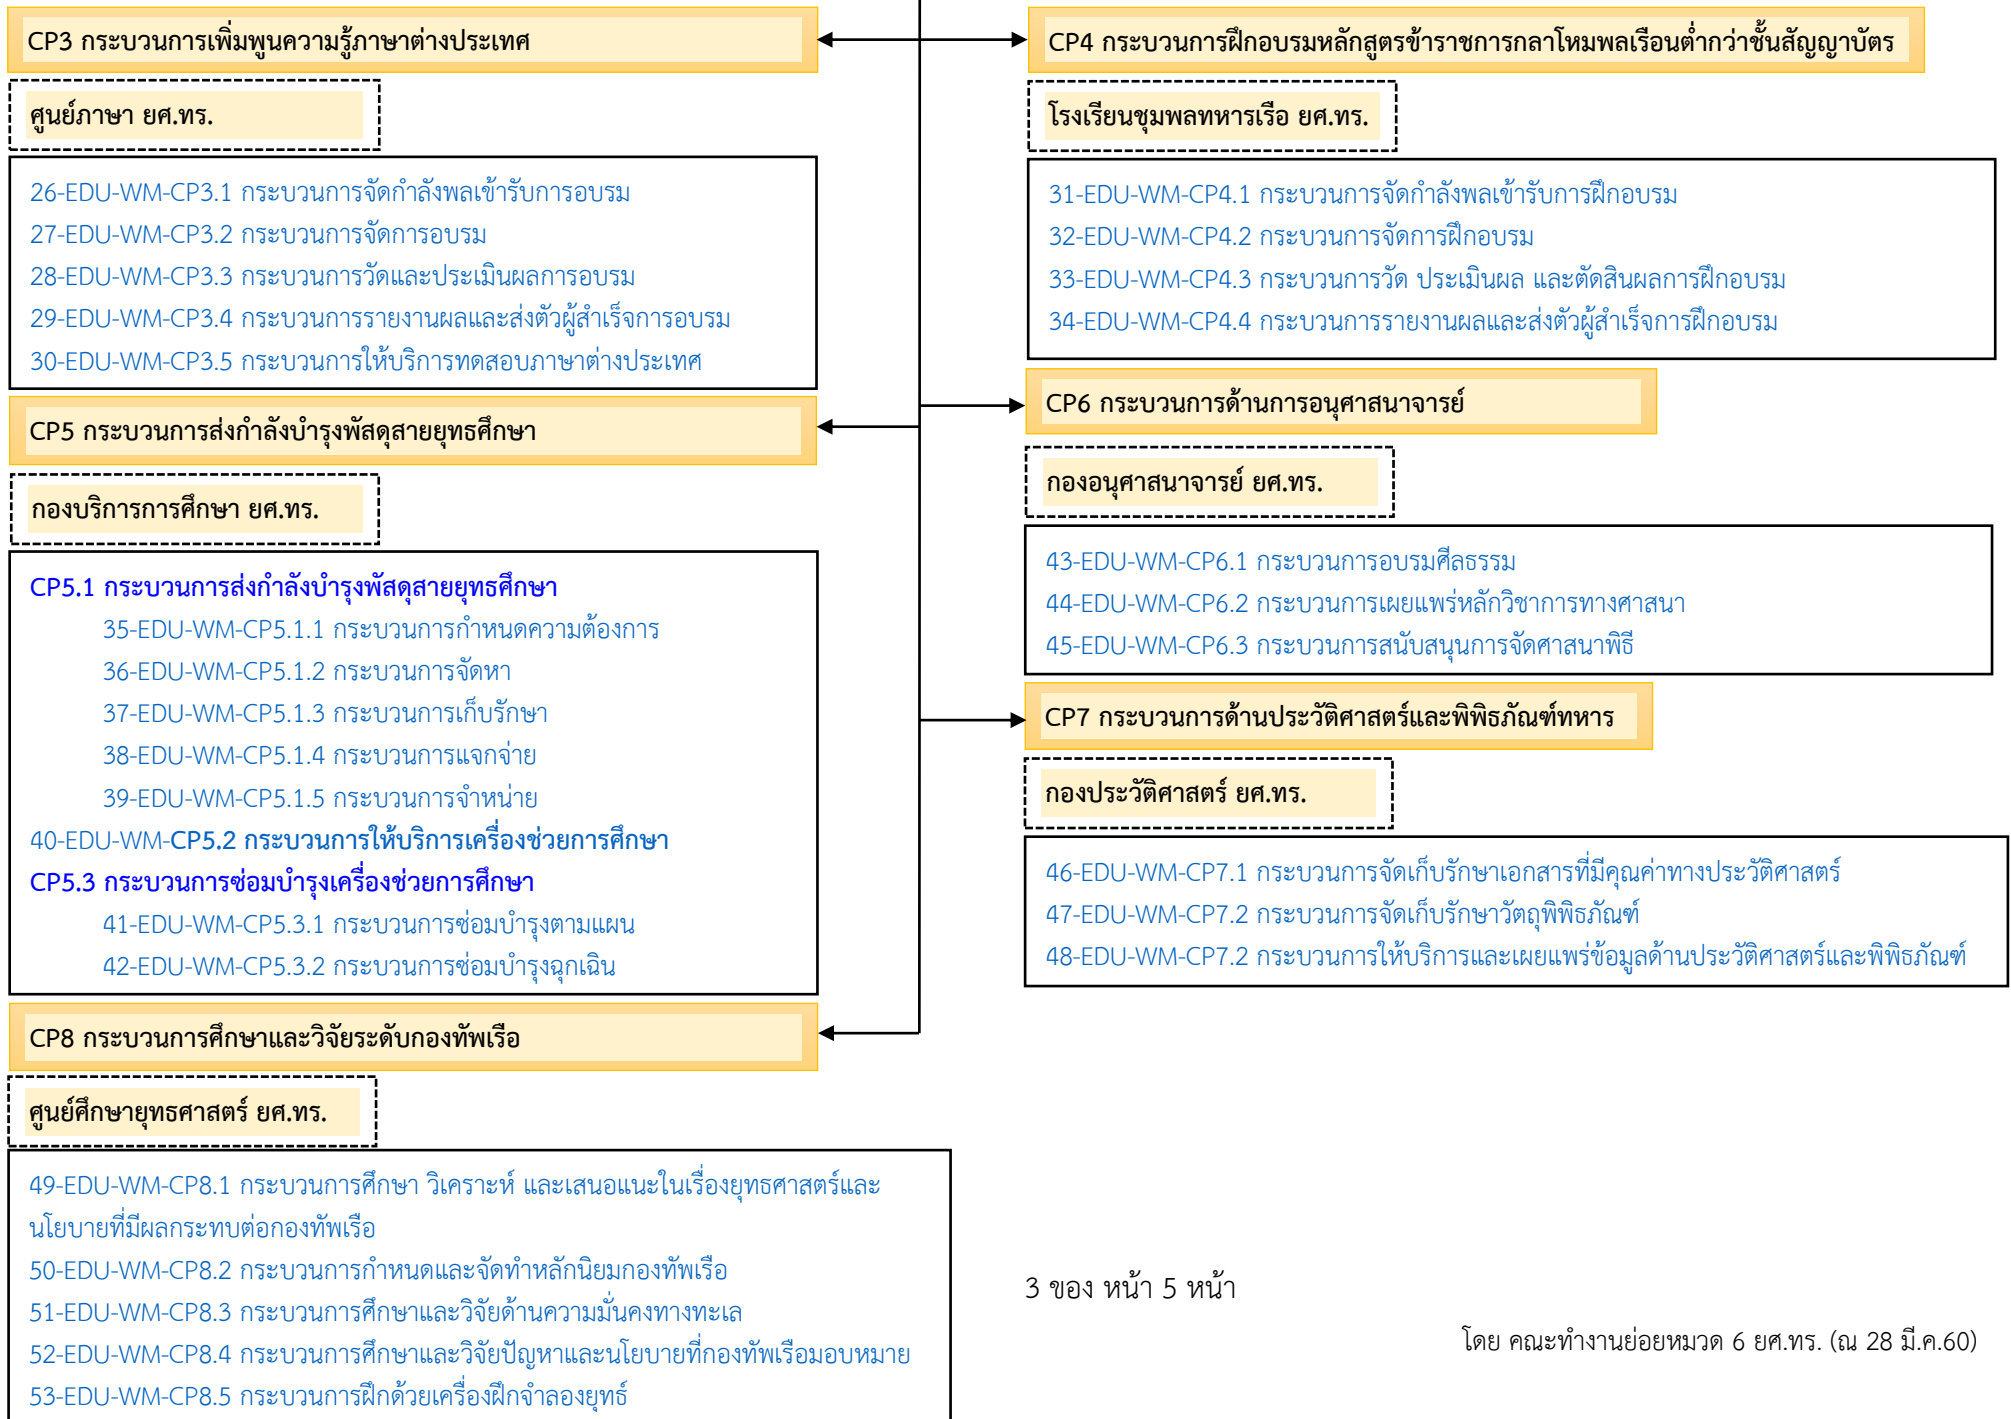 CP3 กระบวนการเพิ่มพูนความรู้ภาษาต่างประเทศ
ศูนย์ภาษา ยศ.ทร.
26-EDU-WM-CP3.1 กระบวนการจัดกำลังพลเข้ารับการอบรม
27-EDU-WM-CP3.2 กระบวนการจัดการอบรม
28-EDU-WM-CP3.3 กระบวนการวัดและประเมินผลการอบรม
29-EDU-WM-CP3.4 กระบวนการรายงานผลและส่งตัวผู้สำเร็จการอบรม
30-EDU-WM-CP3.5 กระบวนการให้บริการทดสอบภาษาต่างประเทศ
CP4 กระบวนการฝึกอบรมหลักสูตรข้าราชการกลาโหมพลเรือนต่ำกว่าชั้นสัญญาบัตร
โรงเรียนชุมพลทหารเรือ ยศ.ทร.
31-EDU-WM-CP4.1 กระบวนการจัดกำลังพลเข้ารับการฝึกอบรม
32-EDU-WM-CP4.2 กระบวนการจัดการฝึกอบรม
33-EDU-WM-CP4.3 กระบวนการวัด ประเมินผล และตัดสินผลการฝึกอบรม
34-EDU-WM-CP4.4 กระบวนการรายงานผลและส่งตัวผู้สำเร็จการฝึกอบรม
CP5 กระบวนการส่งกำลังบำรุงพัสดุสายยุทธศึกษา
กองบริการการศึกษา ยศ.ทร.
CP5.1 กระบวนการส่งกำลังบำรุงพัสดุสายยุทธศึกษา
35-EDU-WM-CP5.1.1 กระบวนการกำหนดความต้องการ
36-EDU-WM-CP5.1.2 กระบวนการจัดหา
37-EDU-WM-CP5.1.3 กระบวนการเก็บรักษา
38-EDU-WM-CP5.1.4 กระบวนการแจกจ่าย
39-EDU-WM-CP5.1.5 กระบวนการจำหน่าย
40-EDU-WM-CP5.2 กระบวนการให้บริการเครื่องช่วยการศึกษา
CP5.3 กระบวนการซ่อมบำรุงเครื่องช่วยการศึกษา
41-EDU-WM-CP5.3.1 กระบวนการซ่อมบำรุงตามแผน
42-EDU-WM-CP5.3.2 กระบวนการซ่อมบำรุงฉุกเฉิน
CP6 กระบวนการด้านการอนุศาสนาจารย์
กองอนุศาสนาจารย์ ยศ.ทร.
43-EDU-WM-CP6.1 กระบวนการอบรมศีลธรรม
44-EDU-WM-CP6.2 กระบวนการเผยแพร่หลักวิชาการทางศาสนา
45-EDU-WM-CP6.3 กระบวนการสนับสนุนการจัดศาสนาพิธี
CP7 กระบวนการด้านประวัติศาสตร์และพิพิธภัณฑ์ทหาร
กองประวัติศาสตร์ ยศ.ทร.
46-EDU-WM-CP7.1 กระบวนการจัดเก็บรักษาเอกสารที่มีคุณค่าทางประวัติศาสตร์
47-EDU-WM-CP7.2 กระบวนการจัดเก็บรักษาวัตถุพิพิธภัณฑ์
48-EDU-WM-CP7.2 กระบวนการให้บริการและเผยแพร่ข้อมูลด้านประวัติศาสตร์และพิพิธภัณฑ์
CP8 กระบวนการศึกษาและวิจัยระดับกองทัพเรือ
ศูนย์ศึกษายุทธศาสตร์ ยศ.ทร.
49-EDU-WM-CP8.1 กระบวนการศึกษา วิเคราะห์ และเสนอแนะในเรื่องยุทธศาสตร์และ
นโยบายที่มีผลกระทบต่อกองทัพเรือ
50-EDU-WM-CP8.2 กระบวนการกำหนดและจัดทำหลักนิยมกองทัพเรือ
51-EDU-WM-CP8.3 กระบวนการศึกษาและวิจัยด้านความมั่นคงทางทะเล
52-EDU-WM-CP8.4 กระบวนการศึกษาและวิจัยปัญหาและนโยบายที่กองทัพเรือมอบหมาย
53-EDU-WM-CP8.5 กระบวนการฝึกด้วยเครื่องฝึกจำลองยุทธ์
3 ของ หน้า 5 หน้า
โดย คณะทำงานย่อยหมวด 6 ยศ.ทร. (ณ 28 มี.ค.60)